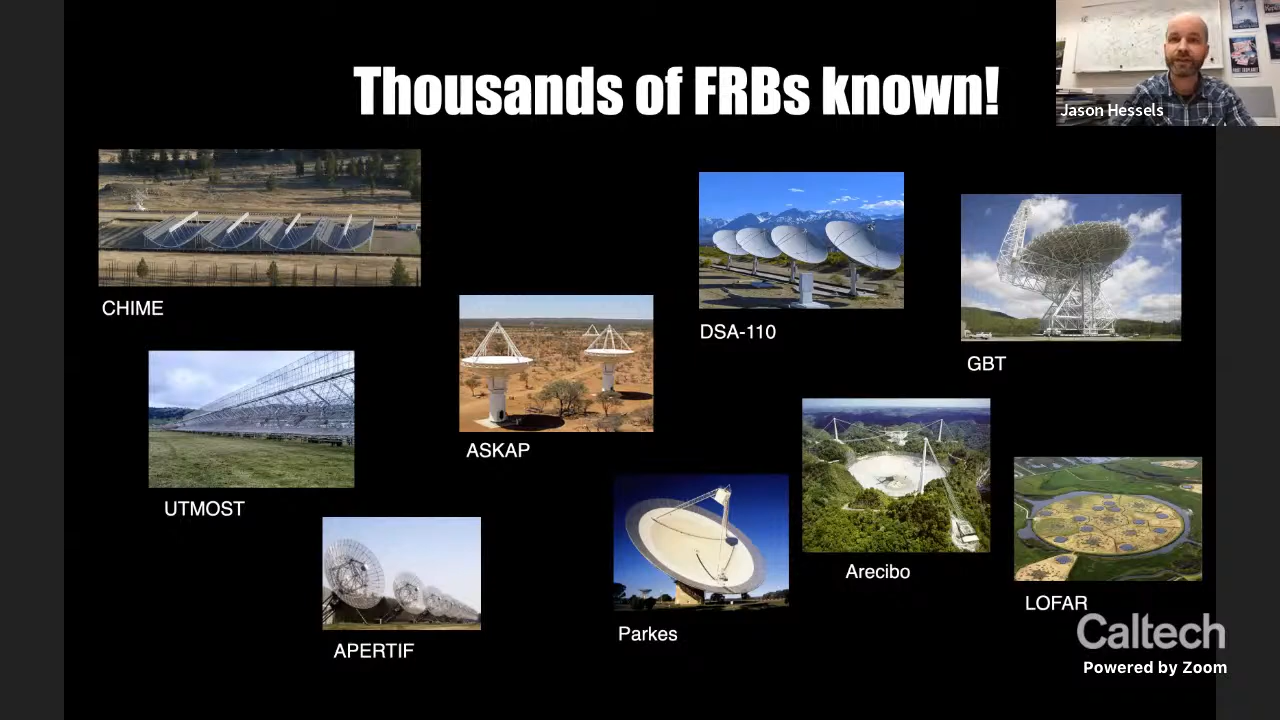 Thousands of FRBs known!
Jason Hessels
CHIME
DSA-110
GBT
ASKAP
UTMOST
Arecibo
LOFAR
Parkes
APERTIF
Caltech
Powered by Zoom